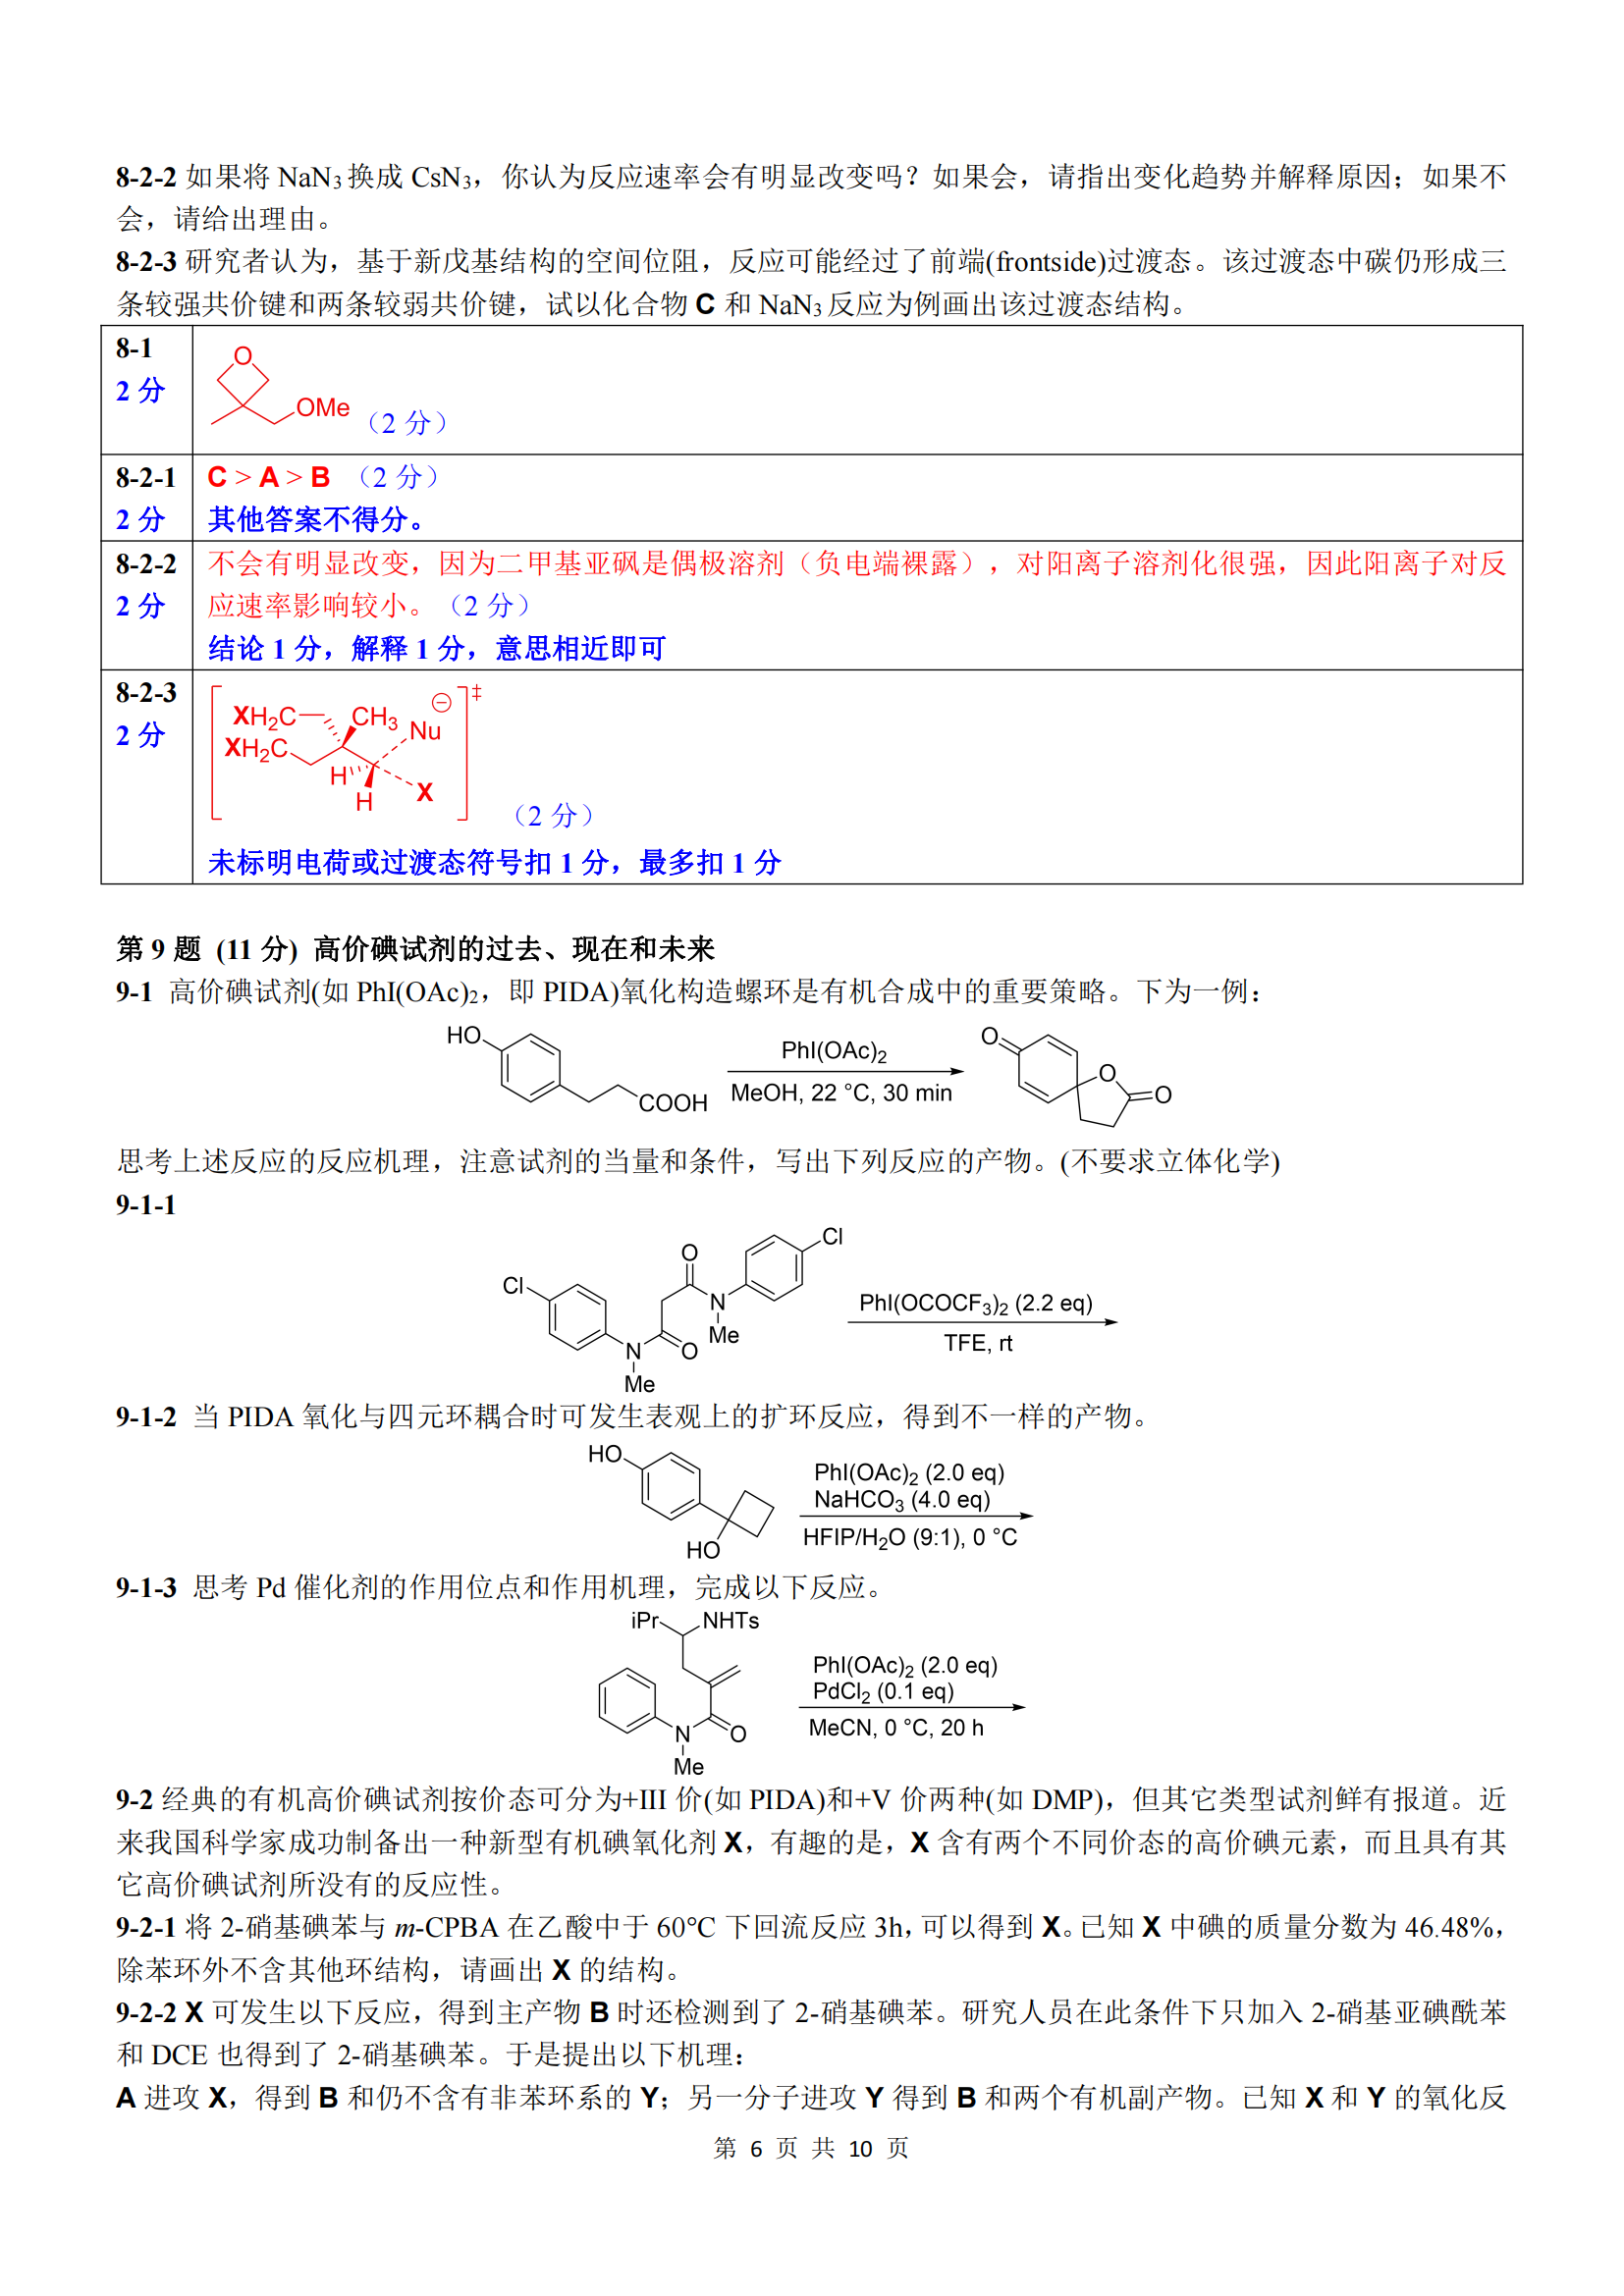 8-2-2 如果将 NaN₃换成 CsN₃，你认为反应速率会有明显改变吗？如果会，请指出变化趋势并解释原因；如果不
会，请给出理由。
8-2-3 研究者认为，基于新戊基结构的空间位阻，反应可能经过了前端(frontside)过渡态。该过渡态中碳仍形成三
条较强共价键和两条较弱共价键，试以化合物 C 和 NaN₃反应为例画出该过渡态结构。
8-1
2 分
O
OMe
（2 分）
8-2-1
2 分
C > A > B （2 分）
其他答案不得分。
8-2-2
2 分
不会有明显改变，因为二甲基亚砜是偶极溶剂（负电端裸露），对阳离子溶剂化很强，因此阳离子对反
应速率影响较小。（2 分）
结论 1 分，解释 1 分，意思相近即可
8-2-3
2 分
XH₂C CH₃ Nu ⊖ ‡
XH₂C
H
H
X
（2 分）
未标明电荷或过渡态符号扣 1 分，最多扣 1 分
第 9 题 (11 分) 高价碘试剂的过去、现在和未来
9-1 高价碘试剂(如 PhI(OAc)₂，即 PIDA)氧化构造螺环是有机合成中的重要策略。下为一例：
HO
COOH
PhI(OAc)₂
MeOH, 22 °C, 30 min
O
O
O
思考上述反应的反应机理，注意试剂的当量和条件，写出下列反应的产物。(不要求立体化学)
9-1-1
Cl
N
Me
O
O
N
Me
Cl
PhI(OCOCF₃)₂ (2.2 eq)
TFE, rt
9-1-2 当 PIDA 氧化与四元环耦合时可发生表观上的扩环反应，得到不一样的产物。
HO
HO
PhI(OAc)₂ (2.0 eq)
NaHCO₃ (4.0 eq)
HFIP/H₂O (9:1), 0 °C
9-1-3 思考 Pd 催化剂的作用位点和作用机理，完成以下反应。
iPr
NHTs
N
O
Me
PhI(OAc)₂ (2.0 eq)
PdCl₂ (0.1 eq)
MeCN, 0 °C, 20 h
9-2 经典的有机高价碘试剂按价态可分为+III 价(如 PIDA)和+V 价两种(如 DMP)，但其它类型试剂鲜有报道。近
来我国科学家成功制备出一种新型有机碘氧化剂 X，有趣的是，X 含有两个不同价态的高价碘元素，而且具有其
它高价碘试剂所没有的反应性。
9-2-1 将 2-硝基碘苯与 m-CPBA 在乙酸中于 60℃ 下回流反应 3h，可以得到 X。已知 X 中碘的质量分数为 46.48%，
除苯环外不含其他环结构，请画出 X 的结构。
9-2-2 X 可发生以下反应，得到主产物 B 时还检测到了 2-硝基碘苯。研究人员在此条件下只加入 2-硝基亚碘酰苯
和 DCE 也得到了 2-硝基碘苯。于是提出以下机理：
A 进攻 X，得到 B 和仍不含有非苯环系的 Y；另一分子进攻 Y 得到 B 和两个有机副产物。已知 X 和 Y 的氧化反
第 6 页 共 10 页